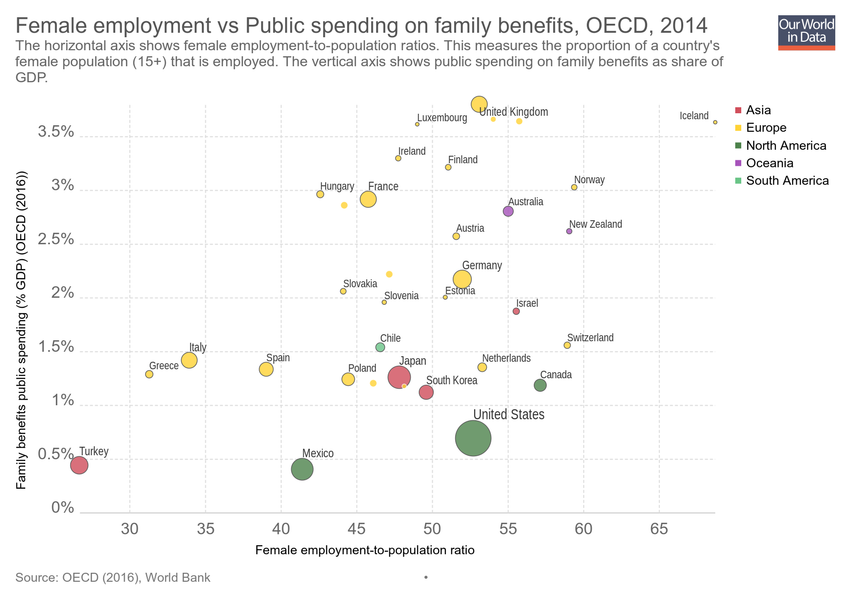 Female employment vs Public spending on family benefits, OECD, 2014
The horizontal axis shows female employment-to-population ratios. This measures the proportion of a country's
female population (15+) that is employed. The vertical axis shows public spending on family benefits as share of
GDP.
Our World
in Data
Asia
Europe
North America
Oceania
South America
Family benefits public spending (% GDP) (OECD (2016))
3.5%
3%
2.5%
2%
1.5%
1%
0.5%
0%
Luxembourg
United Kingdom
Iceland
Ireland
Finland
Hungary
France
Norway
Australia
New Zealand
Austria
Germany
Slovakia
Slovenia
Estonia
Israel
Chile
Switzerland
Italy
Greece
Spain
Poland
Japan
South Korea
Netherlands
Canada
United States
Turkey
Mexico
30
35
40
45
50
55
60
65
Female employment-to-population ratio
Source: OECD (2016), World Bank